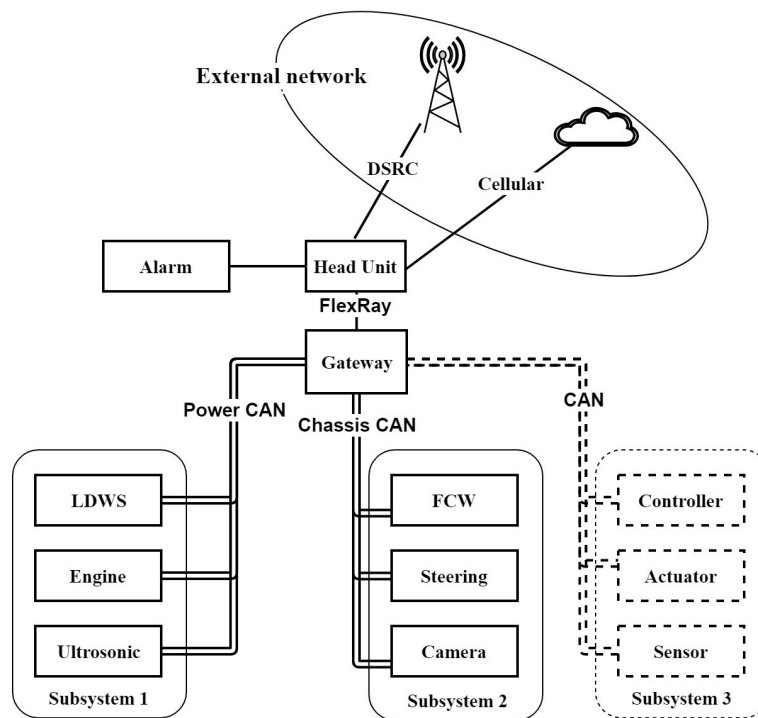 External network
DSRC
Cellular
Alarm
Head Unit
FlexRay
Gateway
Power CAN
Chassis CAN
CAN
LDWS
Engine
Ultrosonic
Subsystem 1
FCW
Steering
Camera
Subsystem 2
Controller
Actuator
Sensor
Subsystem 3